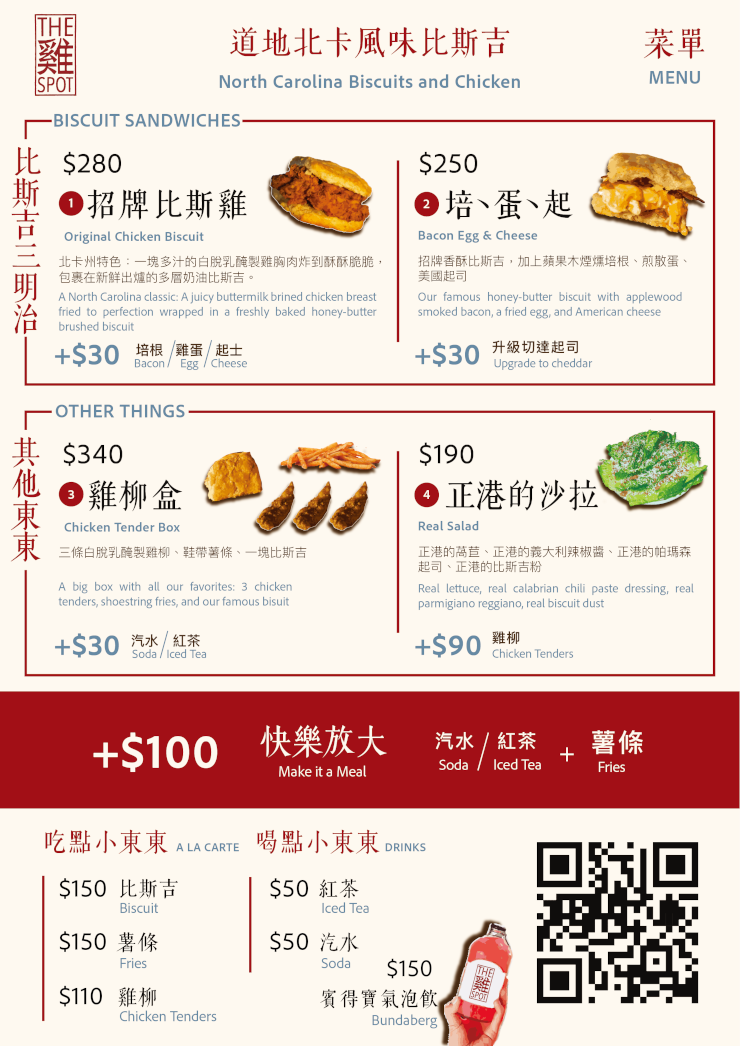 THE
雞
SPOT
道地北卡風味比斯吉
North Carolina Biscuits and Chicken
菜單
MENU
BISCUIT SANDWICHES
比斯吉三明治
$280
1 招牌比斯雞
Original Chicken Biscuit
北卡州特色：一塊多汁的白脫乳醃製雞胸肉炸到酥酥脆脆，
包裹在新鮮出爐的多層奶油比斯吉。
A North Carolina classic: A juicy buttermilk brined chicken breast
fried to perfection wrapped in a freshly baked honey-butter
brushed biscuit
+$30 培根/雞蛋/起士
Bacon/ Egg / Cheese
$250
2 培、蛋、起
Bacon Egg & Cheese
招牌香酥比斯吉，加上蘋果木煙燻培根、煎散蛋、
美國起司
Our famous honey-butter biscuit with applewood
smoked bacon, a fried egg, and American cheese
+$30 升級切達起司
Upgrade to cheddar
OTHER THINGS
其他東東
$340
3 雞柳盒
Chicken Tender Box
三條白脫乳醃製雞柳、鞋帶薯條、一塊比斯吉
A big box with all our favorites: 3 chicken
tenders, shoestring fries, and our famous bisuit
+$30 汽水/紅茶
Soda/Iced Tea
$190
4 正港的沙拉
Real Salad
正港的萵苣、正港的義大利辣椒醬、正港的帕瑪森
起司、正港的比斯吉粉
Real lettuce, real calabrian chili paste dressing, real
parmigiano reggiano, real biscuit dust
+$90 雞柳
Chicken Tenders
+$100 快樂放大 汽水/紅茶 + 薯條
Make it a Meal Soda / Iced Tea Fries
吃點小東東 A LA CARTE
$150 比斯吉
Biscuit
$150 薯條
Fries
$110 雞柳
Chicken Tenders
喝點小東東 DRINKS
$50 紅茶
Iced Tea
$50 汽水
Soda
$150
賓得寶氣泡飲
Bundaberg
THE
雞
SPOT